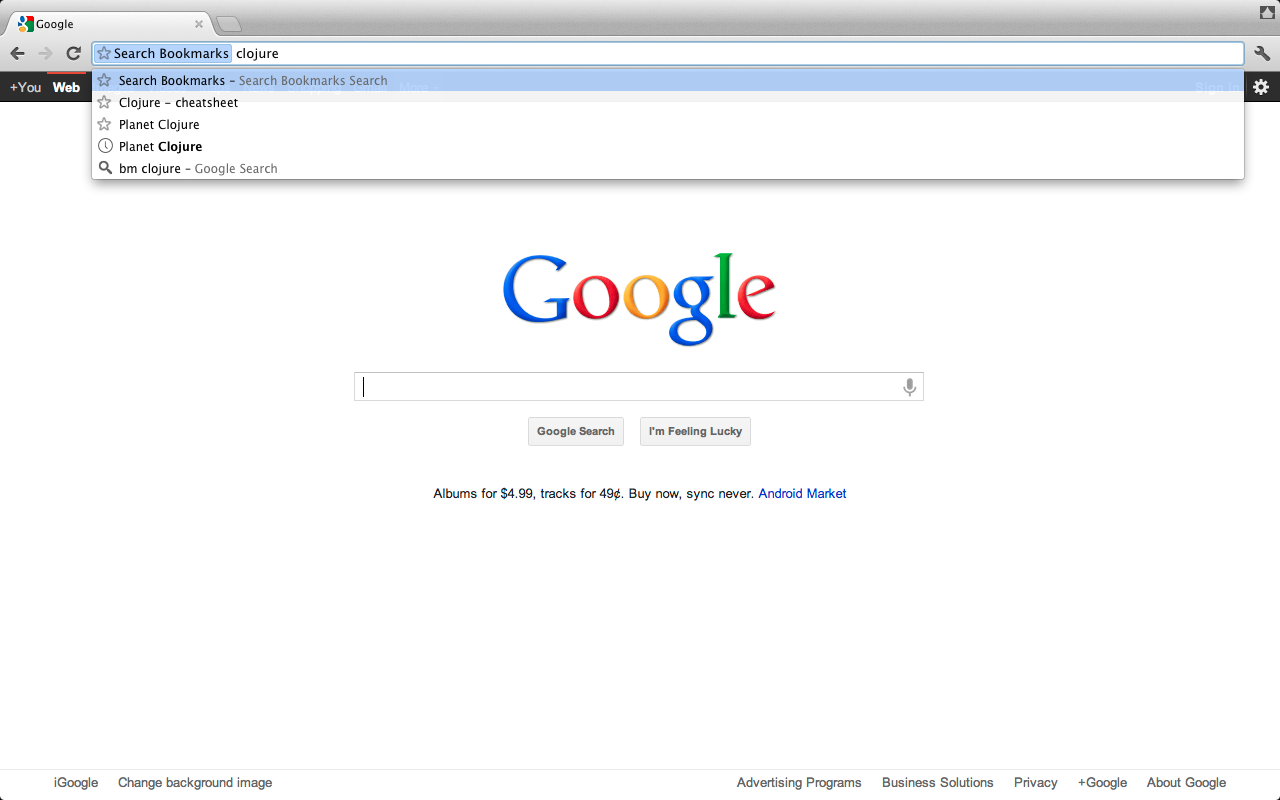 Google
Search Bookmarks clojure
+You Web Sign in
Search Bookmarks – Search Bookmarks Search
Clojure – cheatsheet
Planet Clojure
Planet Clojure
bm clojure – Google Search
Google
Google Search I'm Feeling Lucky
Albums for $4.99, tracks for 49¢. Buy now, sync never. Android Market
iGoogle Change background image Advertising Programs Business Solutions Privacy +Google About Google